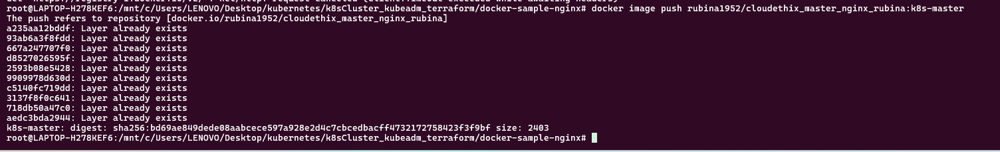 root@LAPTOP-H278KEF6:/mnt/c/Users/LENOVO/Desktop/kubernetes/k8sCluster_kubeadm_terraform/docker-sample-nginx# docker image push rubina1952/cloudethix_master_nginx_rubina:k8s-master
The push refers to repository [docker.io/rubina1952/cloudethix_master_nginx_rubina]
a235aa12bddf: Layer already exists
93ab6a3f8fdd: Layer already exists
667a247707f0: Layer already exists
d8527026595f: Layer already exists
2593b08e5428: Layer already exists
9909978d630d: Layer already exists
c5140fc719dd: Layer already exists
3137f8f0c641: Layer already exists
718db50a47c0: Layer already exists
aedc3bda2944: Layer already exists
k8s-master: digest: sha256:bd69ae849dede08aabcece597a928e2d4c7cbcedbacff4732172758423f3f9bf size: 2403
root@LAPTOP-H278KEF6:/mnt/c/Users/LENOVO/Desktop/kubernetes/k8sCluster_kubeadm_terraform/docker-sample-nginx#